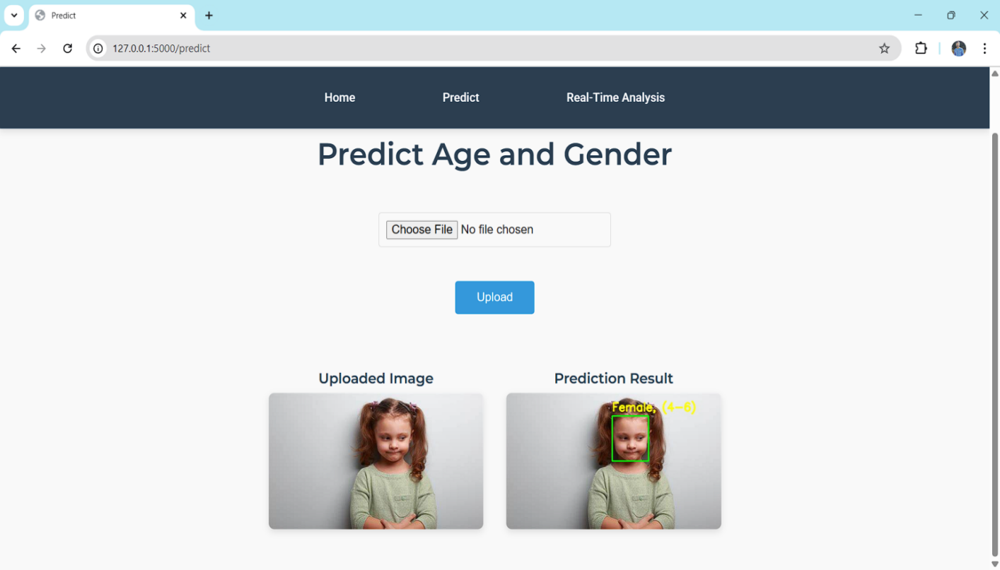 Predict
127.0.0.1:5000/predict
Home
Predict
Real-Time Analysis
Predict Age and Gender
Choose File No file chosen
Upload
Uploaded Image
Prediction Result
Female, (4-6)